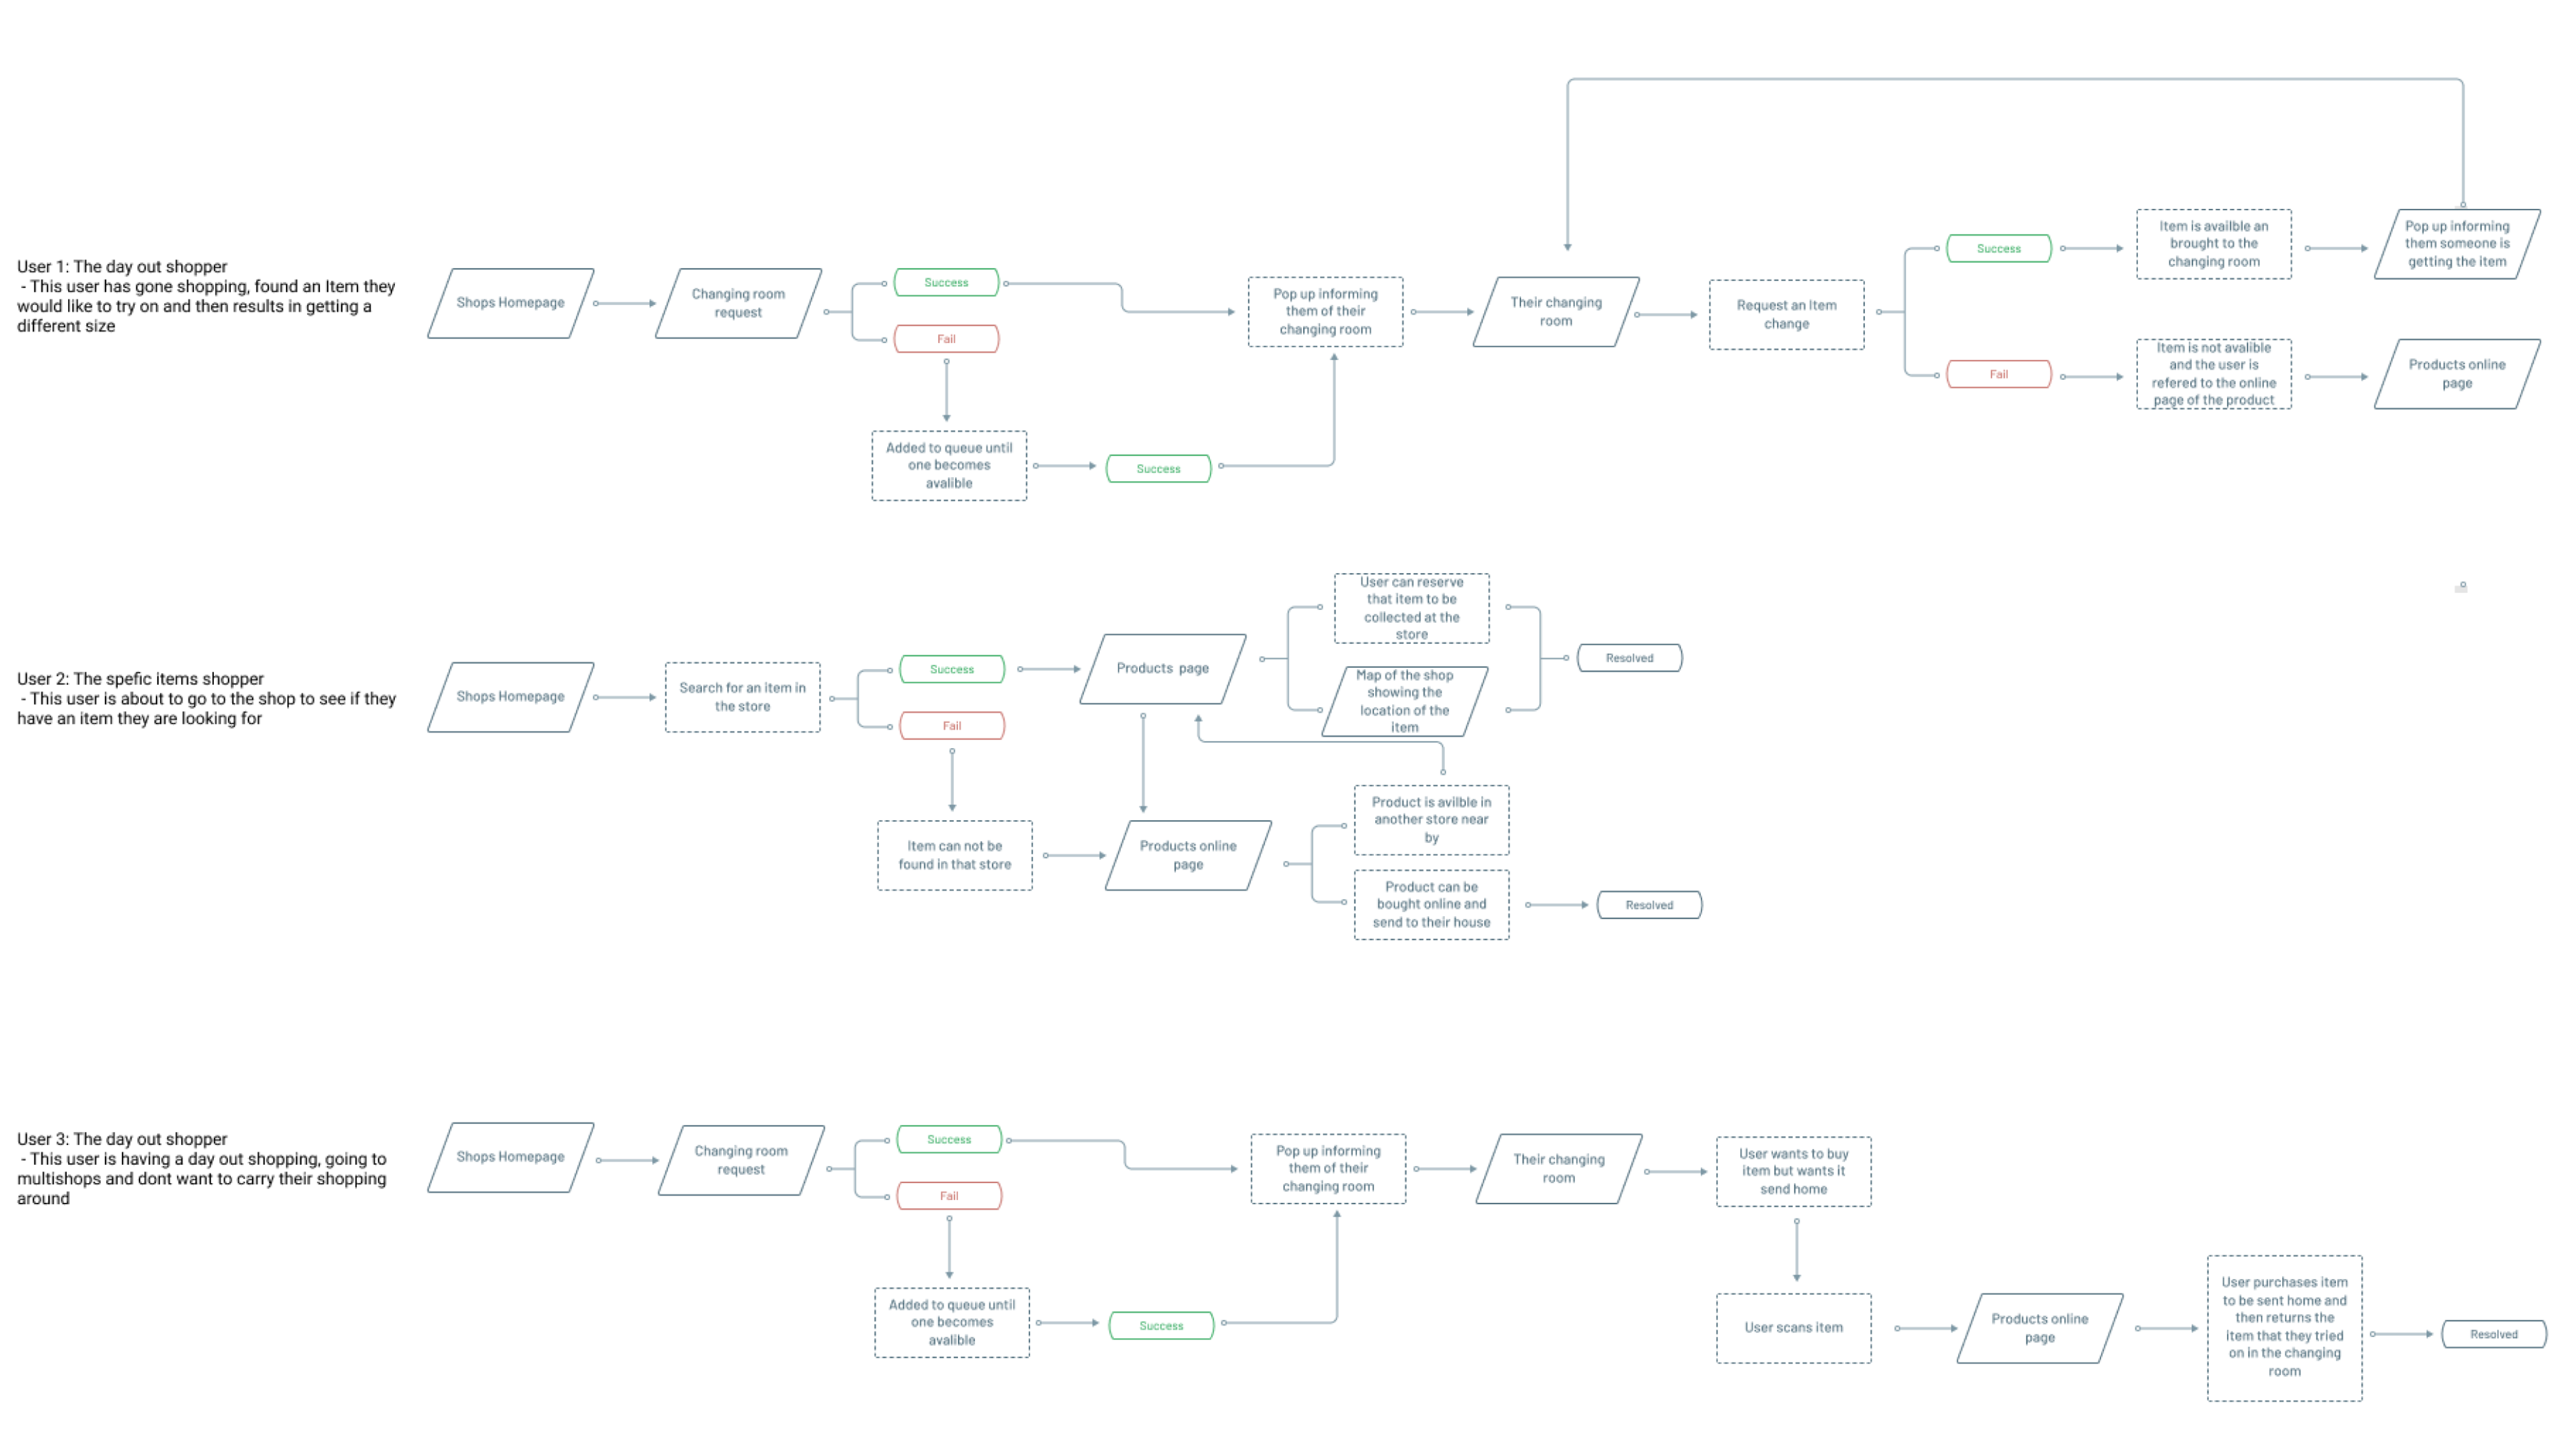 User 1: The day out shopper
- This user has gone shopping, found an Item they
would like to try on and then results in getting a
different size
Shops Homepage
Changing room
request
Success
Fail
Added to queue until
one becomes
avalible
Success
Pop up informing
them of their
changing room
Their changing
room
Request an Item
change
Success
Item is availble an
brought to the
changing room
Pop up informing
them someone is
getting the item
Fail
Item is not avalible
and the user is
refered to the online
page of the product
Products online
page
User 2: The spefic items shopper
- This user is about to go to the shop to see if they
have an item they are looking for
Shops Homepage
Search for an item in
the store
Success
Fail
Products page
User can reserve
that item to be
collected at the
store
Map of the shop
showing the
location of the
item
Resolved
Item can not be
found in that store
Products online
page
Product is avilble in
another store near
by
Product can be
bought online and
send to their house
Resolved
User 3: The day out shopper
- This user is having a day out shopping, going to
multishops and dont want to carry their shopping
around
Shops Homepage
Changing room
request
Success
Fail
Added to queue until
one becomes
avalible
Success
Pop up informing
them of their
changing room
Their changing
room
User wants to buy
item but wants it
send home
User scans item
Products online
page
User purchases item
to be sent home and
then returns the
item that they tried
on in the changing
room
Resolved